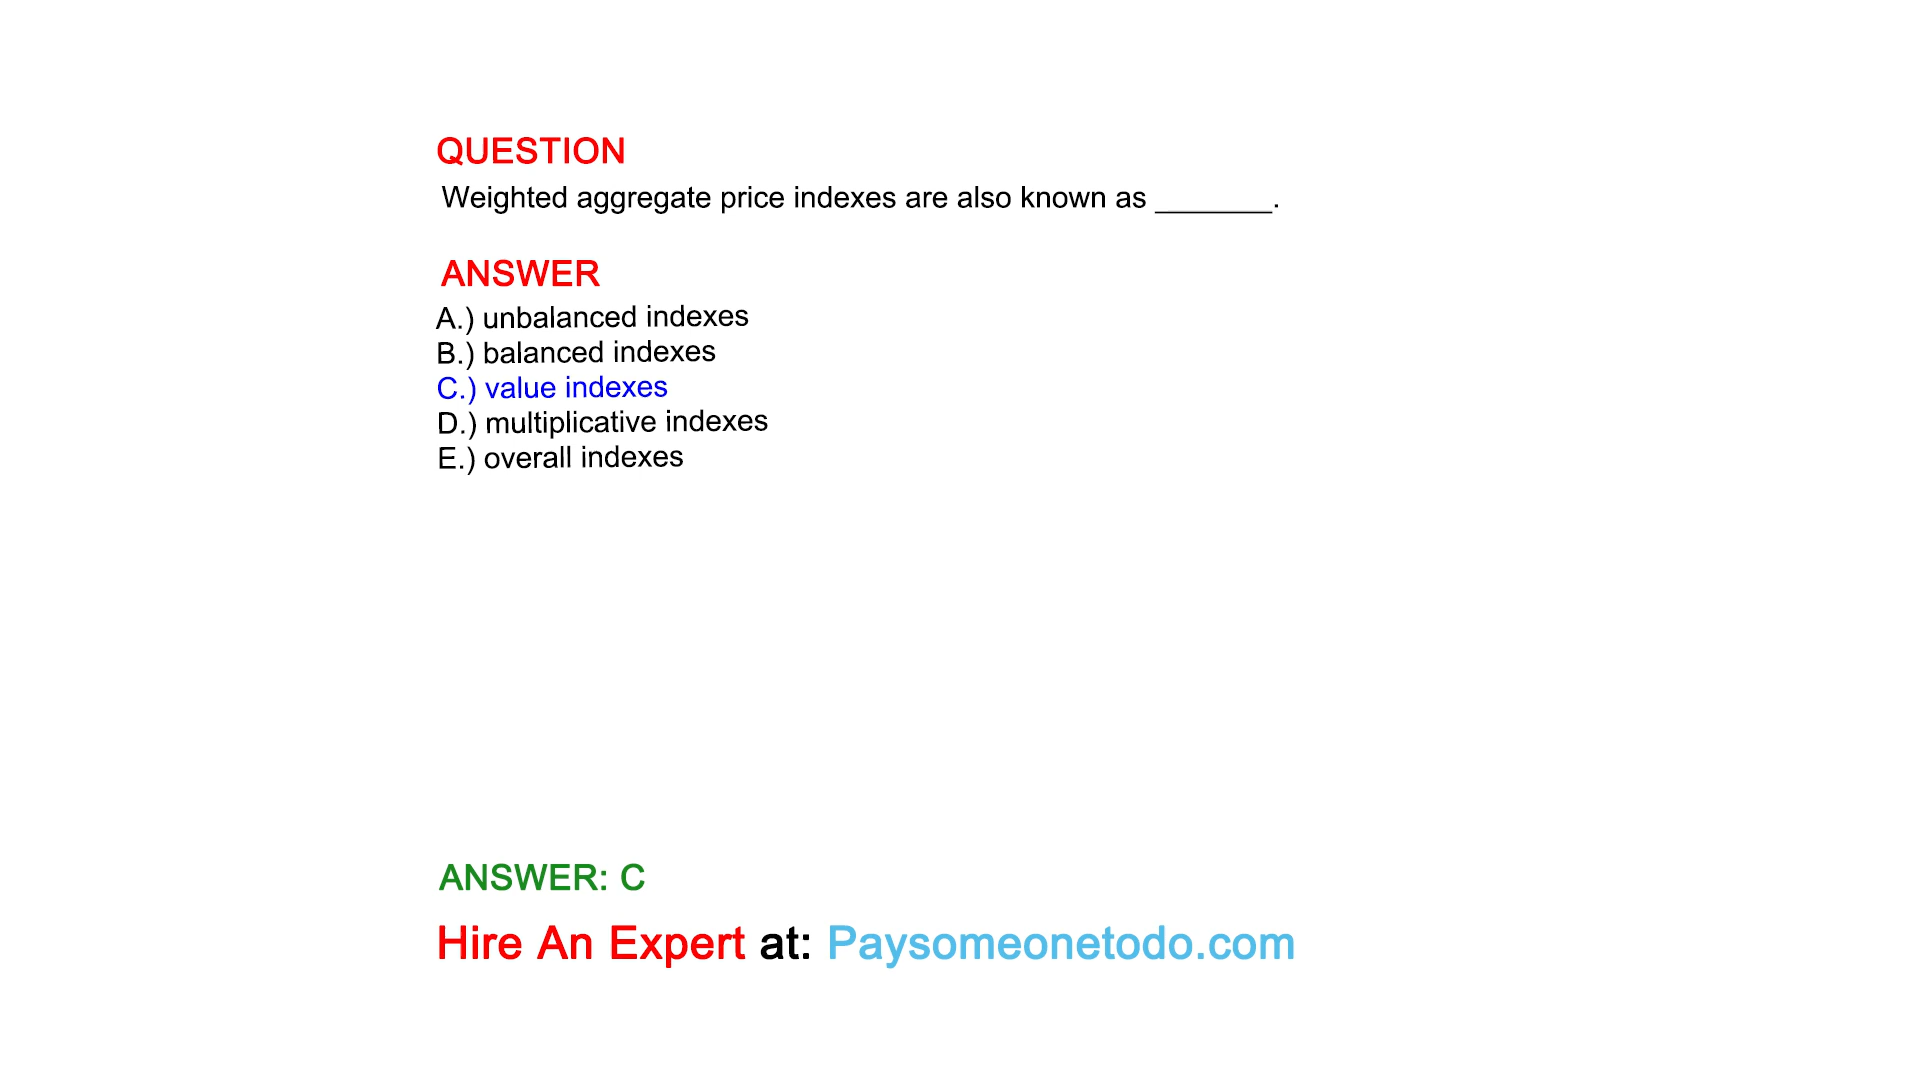 QUESTION
Weighted aggregate price indexes are also known as _______.
ANSWER
A.) unbalanced indexes
B.) balanced indexes
C.) value indexes
D.) multiplicative indexes
E.) overall indexes
ANSWER: C
Hire An Expert at: Paysomeonetodo.com